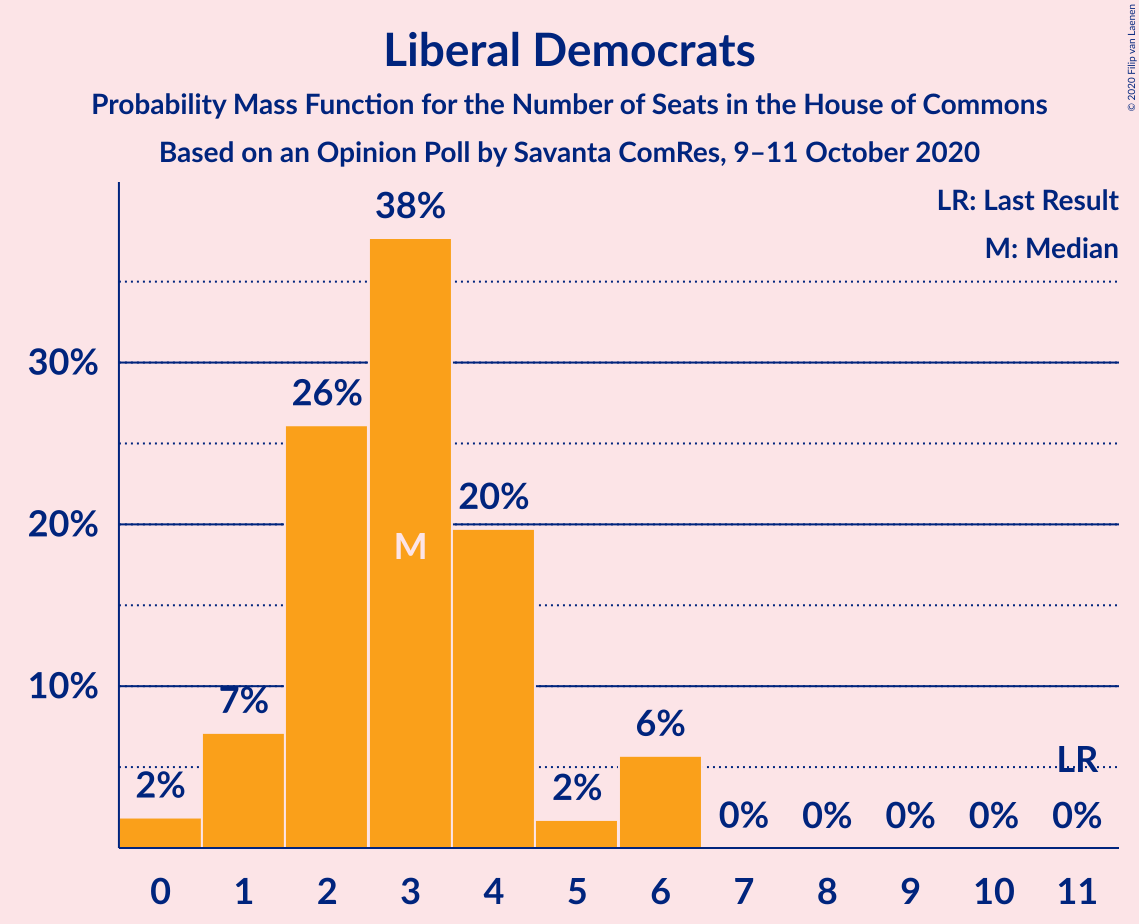 Liberal Democrats
Probability Mass Function for the Number of Seats in the House of Commons
Based on an Opinion Poll by Savanta ComRes, 9–11 October 2020
© 2020 Filip van Laenen
LR: Last Result
M: Median
38%
30%
26%
20%
20%
M
10%
7%
6%
2%
2%
LR
0%
0%
0%
0%
0%
0 1 2 3 4 5 6 7 8 9 10 11